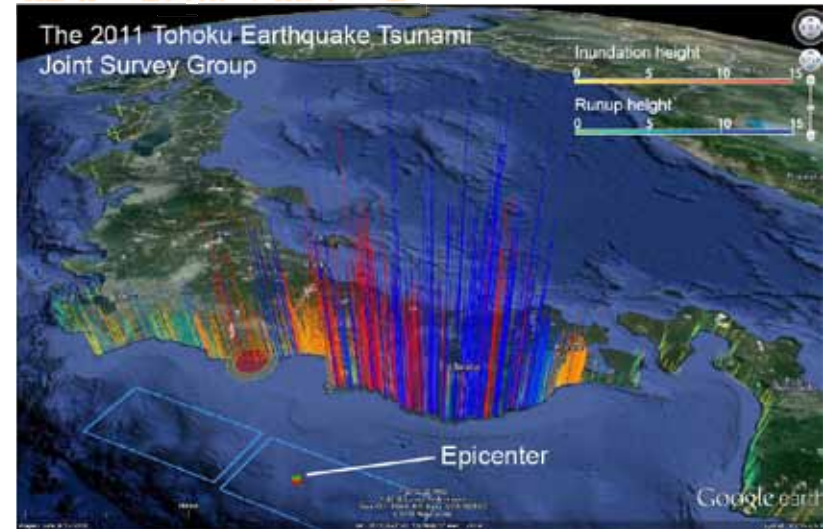 The 2011 Tohoku Earthquake Tsunami
Joint Survey Group
Inundation height
0 5 10 15
Runup height
0 5 10 15
Epicenter
Google earth